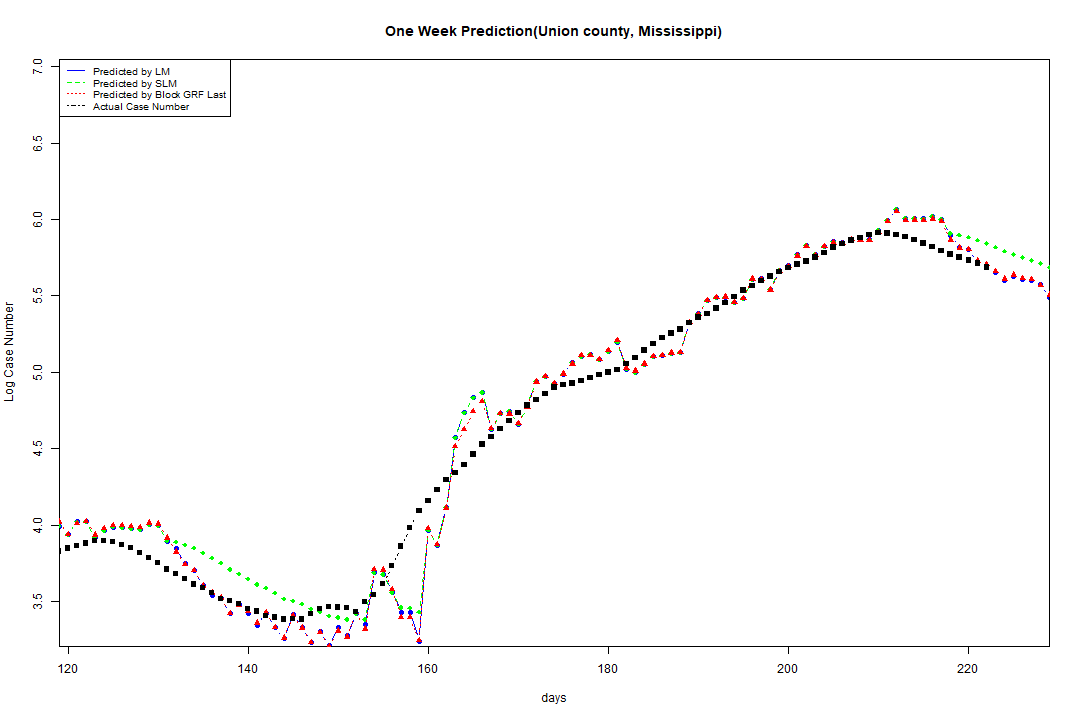 One Week Prediction(Union county, Mississippi)
Predicted by LM
Predicted by SLM
Predicted by Block GRF Last
Actual Case Number
7.0
6.5
6.0
5.5
5.0
4.5
4.0
3.5
Log Case Number
120 140 160 180 200 220
days